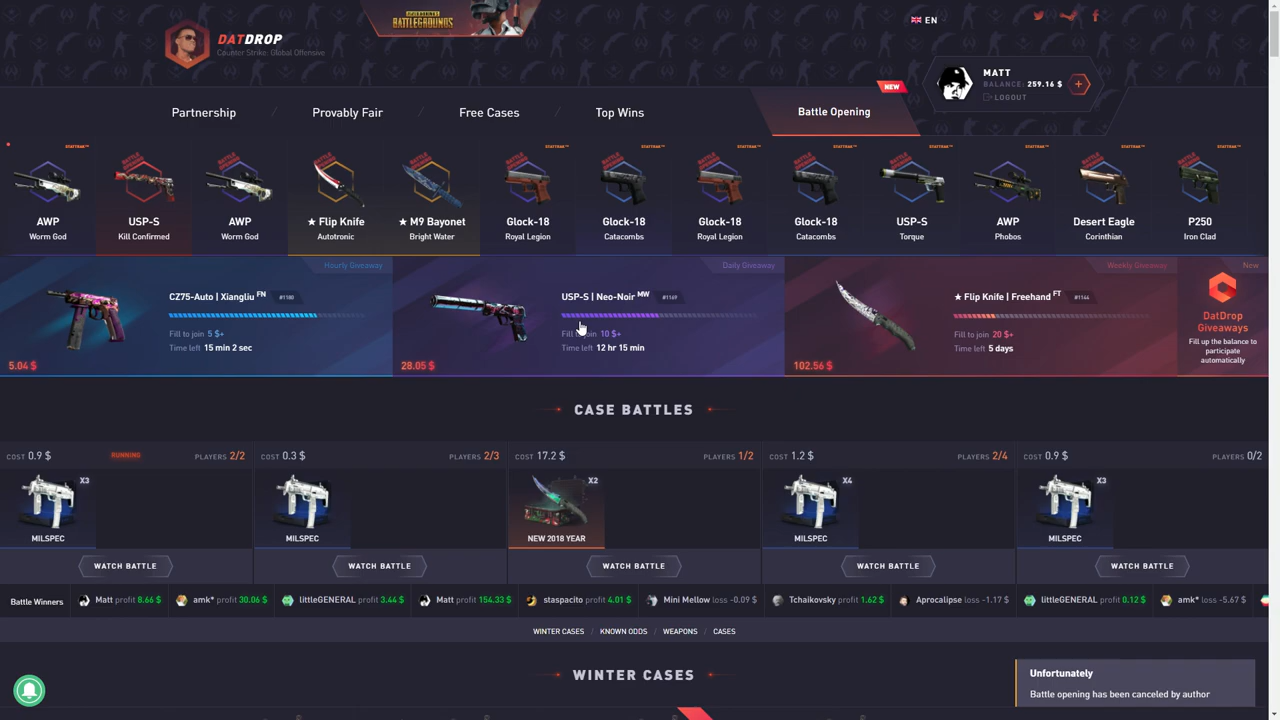 BATTLEGROUNDS
EN
DATDROP
Counter Strike: Global Offensive
MATT
BALANCE: 259.16 $
LOGOUT
NEW
Partnership / Provably Fair / Free Cases / Top Wins
Battle Opening
AWP
Worm God
USP-S
Kill Confirmed
AWP
Worm God
★ Flip Knife
Autotronic
★ M9 Bayonet
Bright Water
Glock-18
Royal Legion
Glock-18
Catacombs
Glock-18
Royal Legion
Glock-18
Catacombs
USP-S
Torque
AWP
Phobos
Desert Eagle
Corinthian
P250
Iron Clad
Hourly Giveaway
CZ75-Auto | Xiangliu FN #1180
Fill to join 5 $+
Time left 15 min 2 sec
5.04 $
Daily Giveaway
USP-S | Neo-Noir MW #1169
Fill to join 10 $+
Time left 12 hr 15 min
28.05 $
Weekly Giveaway
★ Flip Knife | Freehand FT #1144
Fill to join 20 $+
Time left 5 days
102.56 $
New
DatDrop
Giveaways
Fill up the balance to
participate
automatically
CASE BATTLES
COST 0.9 $ RUNNING PLAYERS 2/2
X3
MILSPEC
WATCH BATTLE
COST 0.3 $ PLAYERS 2/3
MILSPEC
WATCH BATTLE
COST 17.2 $ PLAYERS 1/2
X2
NEW 2018 YEAR
WATCH BATTLE
COST 1.2 $ PLAYERS 2/4
X4
MILSPEC
WATCH BATTLE
COST 0.9 $ PLAYERS 0/2
X3
MILSPEC
WATCH BATTLE
Battle Winners Matt profit 8.66 $ amk* profit 30.06 $ littleGENERAL profit 3.44 $ Matt profit 154.33 $ staspacito profit 4.01 $ Mini Mellow loss -0.09 $ Tchaikovsky profit 1.62 $ Aprocalipse loss -1.17 $ littleGENERAL profit 0.12 $ amk* loss -5.67 $
WINTER CASES | KNOWN ODDS | WEAPONS | CASES
WINTER CASES
Unfortunately
Battle opening has been canceled by author